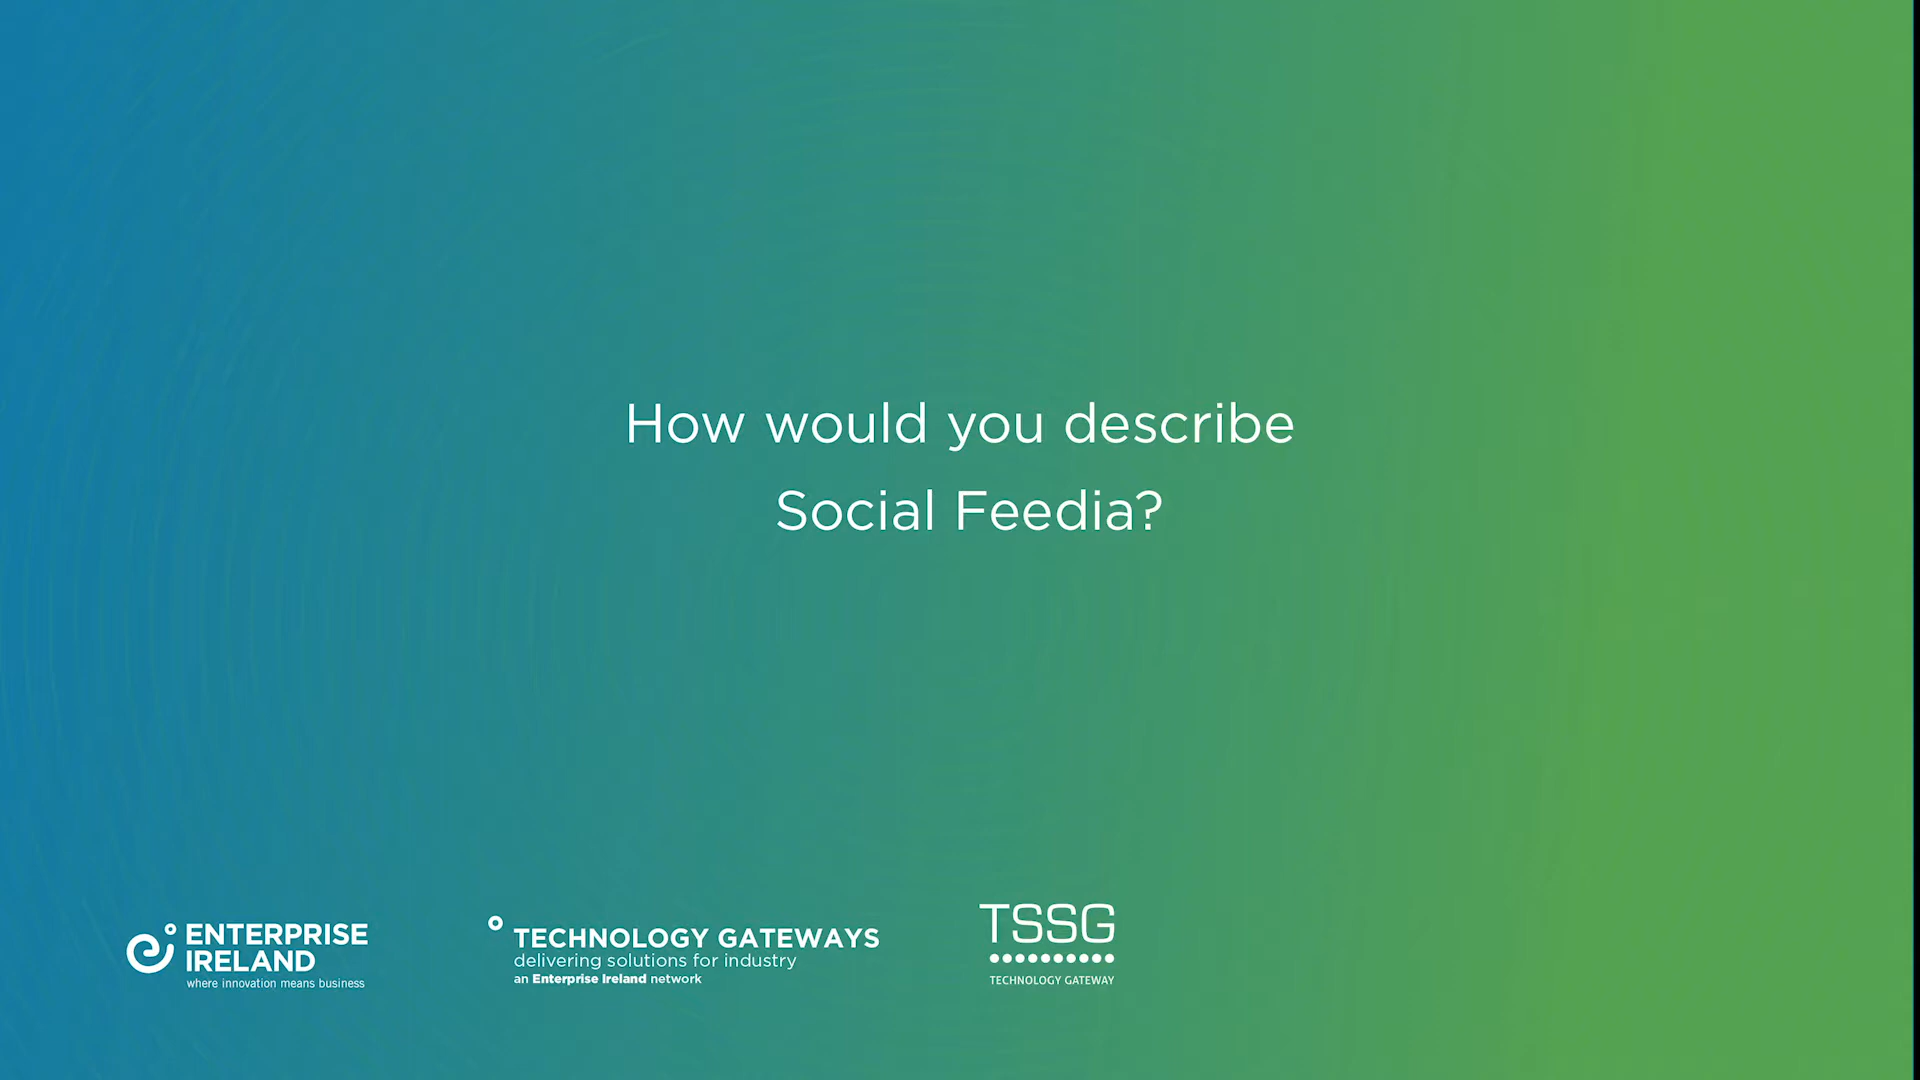 How would you describe
Social Feedia?
ENTERPRISE
IRELAND
where innovation means business
TECHNOLOGY GATEWAYS
delivering solutions for industry
an Enterprise Ireland network
TSSG
TECHNOLOGY GATEWAY